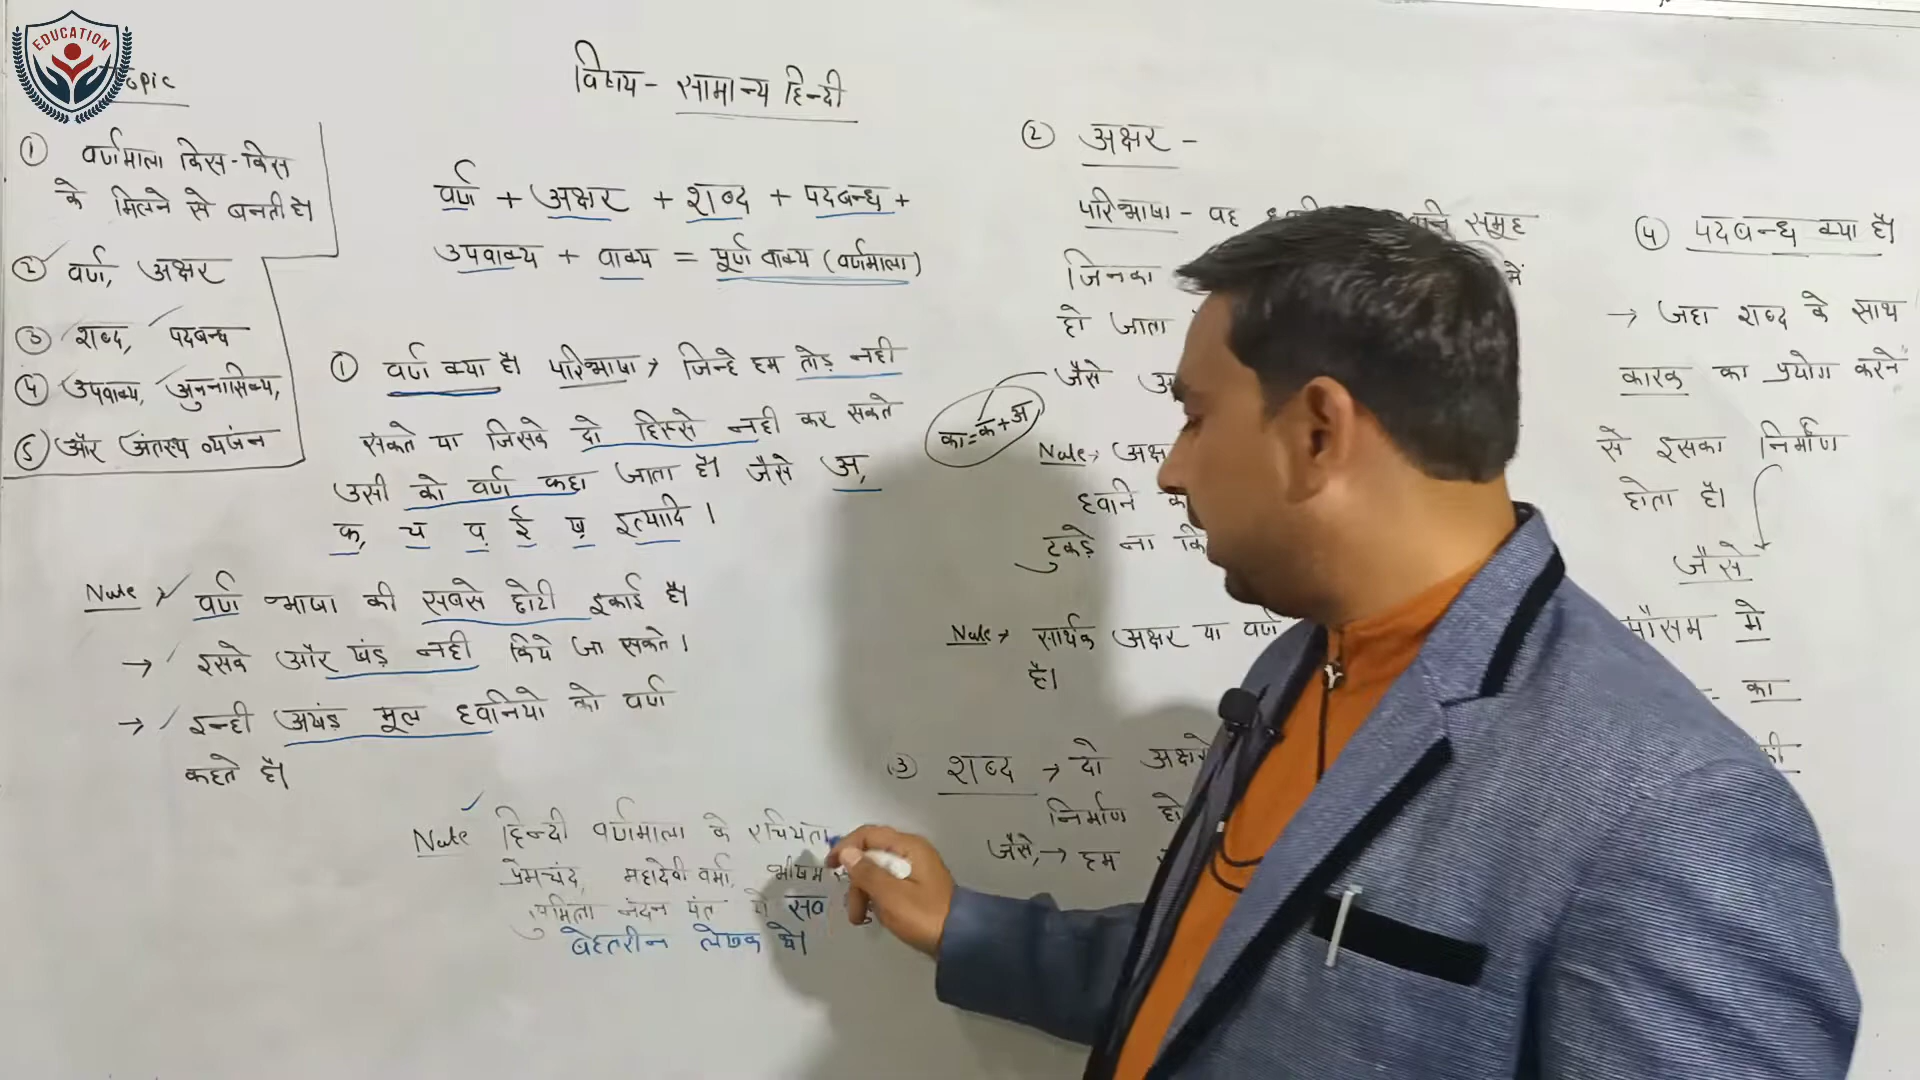 EDUCATION
Topic
विषय - सामान्य हिन्दी
① वर्णमाला किस-किस
के मिलने से बनती है।
② वर्ण, अक्षर
③ शब्द, पदबन्ध
④ उपवाक्य, अनुनासिक्य,
⑤ और अंतस्थ व्यजंन
वर्ण + अक्षर + शब्द + पदबन्ध +
उपवाक्य + वाक्य = पूर्ण वाक्य (वर्णमाला)
① वर्ण क्या है। परिभाषा → जिन्हे हम तोड़ नही
सकते या जिसके दो हिस्से नही कर सकते
उसी को वर्ण कहा जाता है। जैसे अ,
क, च प ई ष इत्यादि।
Note → वर्ण भाषा की सबसे छोटी इकाई है।
→ इसके और खंड़ नही किये जा सकते।
→ इन्ही अखंड़ मूल ध्वनियो को वर्ण
कहते है।
Note हिन्दी वर्णमाला के रचियता
प्रेमचंद, महादेवी वर्मा, भीषम
नंदन पंत सब
बेहतरीन लेखक थे।
② अक्षर -
परिभाषा - वह समूह
जिनका में
हो जाता
जैसे
का = क + अ
Note →
ध्वनि
टुकड़े ना
Note → सार्थक अक्षर या वर्ण
है।
③ शब्द → दो
निर्माण
जैसे, → हम
④ पदबन्ध क्या है।
→ जहा शब्द के साथ
कारक का प्रयोग करने
से इसका निर्माण
होता है।
जैसे
मौसम मे
का
की